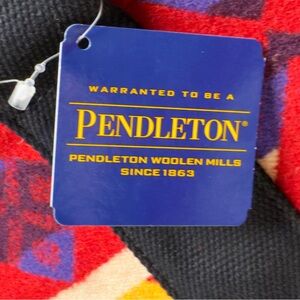 WARRANTED TO BE A
PENDLETON®
PENDLETON WOOLEN MILLS
SINCE 1863